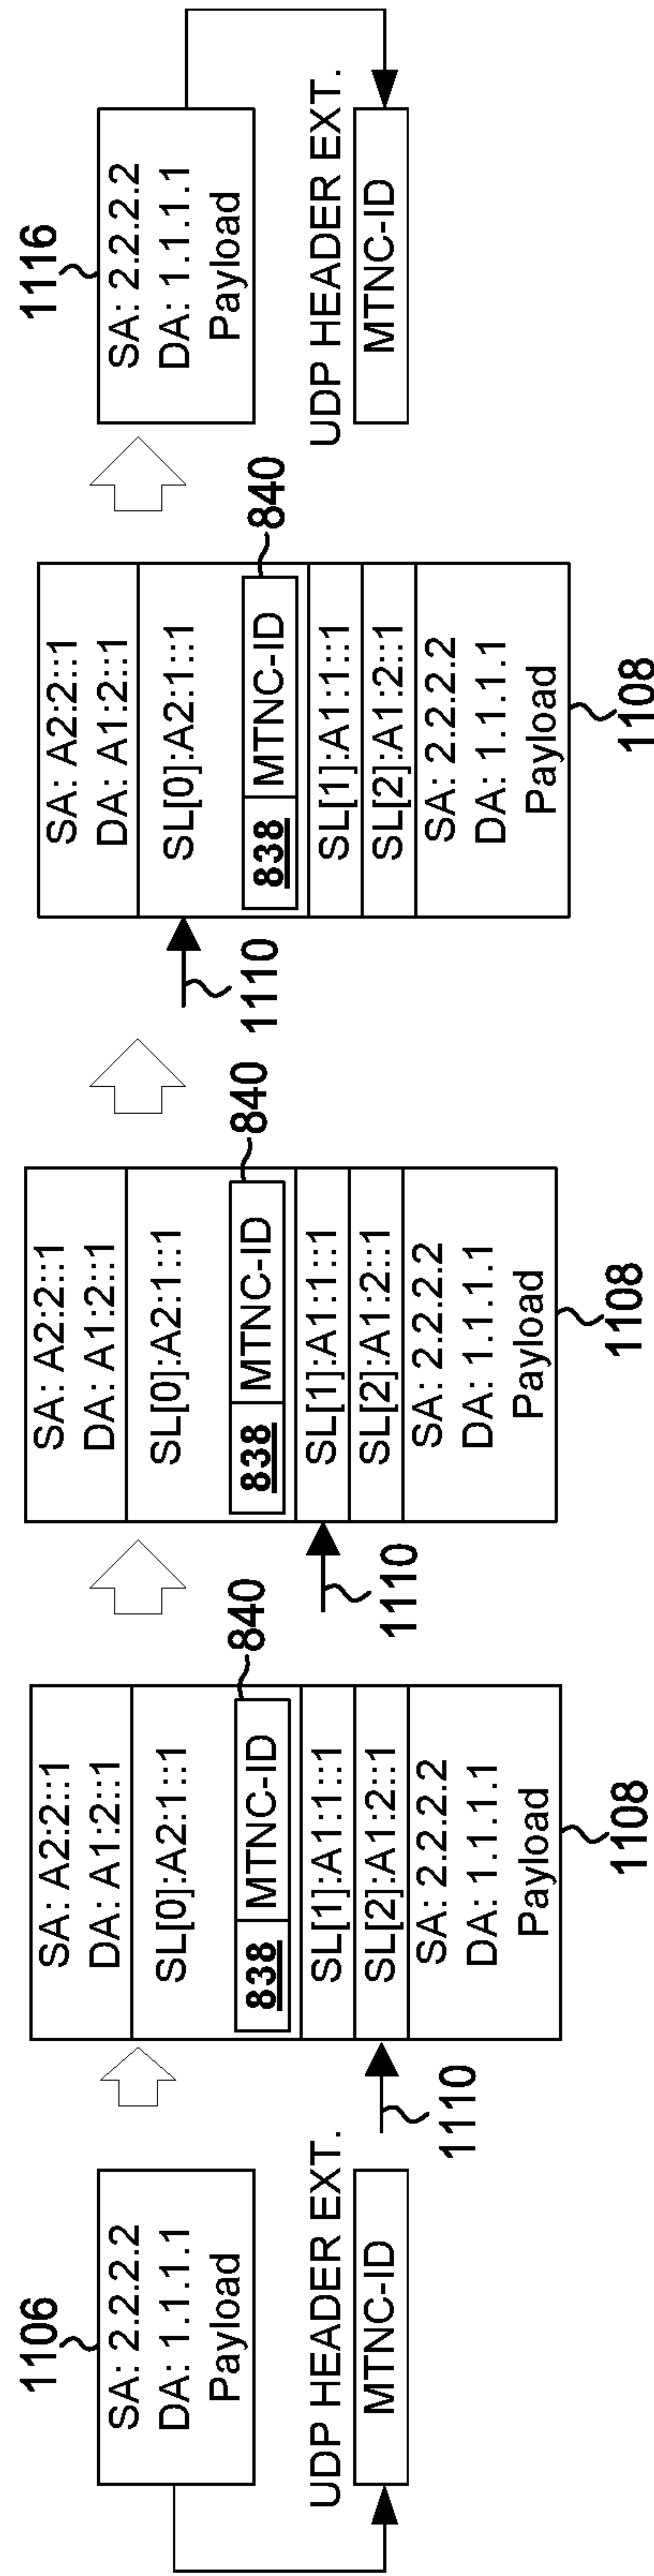 1106
SA: 2.2.2.2
DA: 1.1.1.1
Payload
UDP HEADER EXT.
MTNC-ID
SA: A2:2::1
DA: A1:2::1
SL[0]:A2:1::1
838 MTNC-ID
840
SL[1]:A1:1::1
SL[2]:A1:2::1
1110
SA: 2.2.2.2
DA: 1.1.1.1
Payload
1108
SA: A2:2::1
DA: A1:2::1
SL[0]:A2:1::1
838 MTNC-ID
840
SL[1]:A1:1::1
1110
SL[2]:A1:2::1
SA: 2.2.2.2
DA: 1.1.1.1
Payload
1108
SA: A2:2::1
DA: A1:2::1
SL[0]:A2:1::1
1110
838 MTNC-ID
840
SL[1]:A1:1::1
SL[2]:A1:2::1
SA: 2.2.2.2
DA: 1.1.1.1
Payload
1108
1116
SA: 2.2.2.2
DA: 1.1.1.1
Payload
UDP HEADER EXT.
MTNC-ID